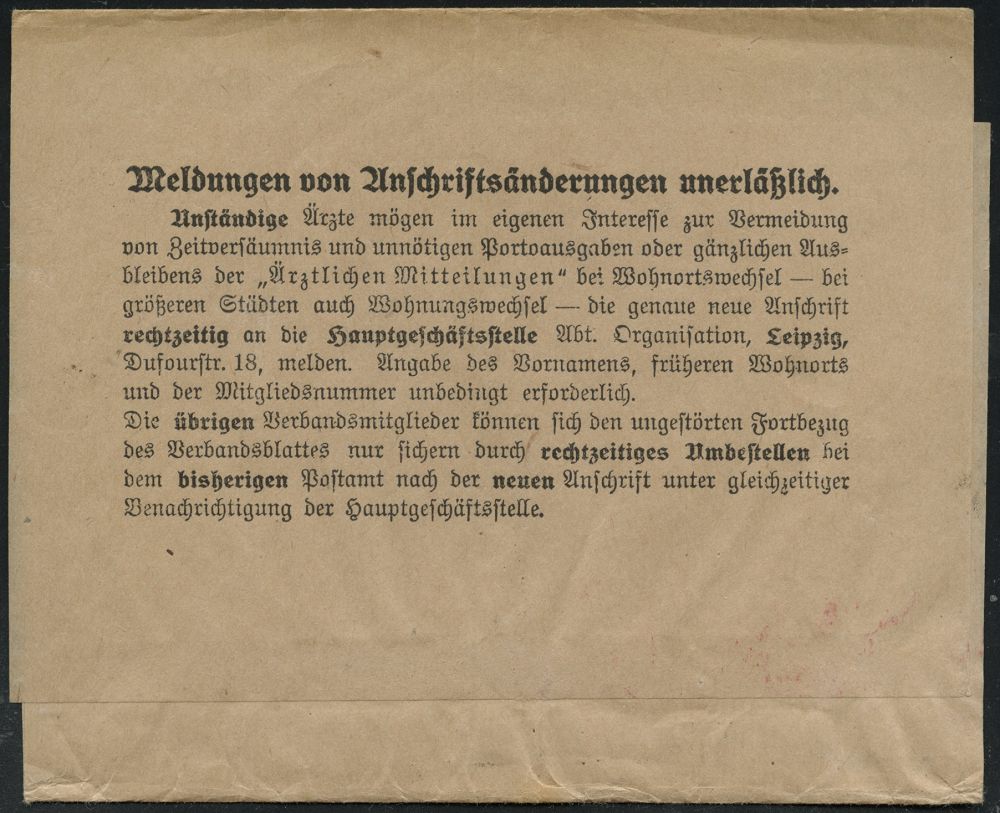 Meldungen von Anschriftsänderungen unerläßlich.
Unständige Ärzte mögen im eigenen Interesse zur Vermeidung
von Zeitversäumnis und unnötigen Portoausgaben oder gänzlichen Aus-
bleibens der „Ärztlichen Mitteilungen“ bei Wohnortswechsel — bei
größeren Städten auch Wohnungswechsel — die genaue neue Anschrift
rechtzeitig an die Hauptgeschäftsstelle Abt. Organisation, Leipzig,
Dufourstr. 18, melden. Angabe des Vornamens, früheren Wohnorts
und der Mitgliedsnummer unbedingt erforderlich.
Die übrigen Verbandsmitglieder können sich den ungestörten Fortbezug
des Verbandsblattes nur sichern durch rechtzeitiges Umbestellen bei
dem bisherigen Postamt nach der neuen Anschrift unter gleichzeitiger
Benachrichtigung der Hauptgeschäftsstelle.